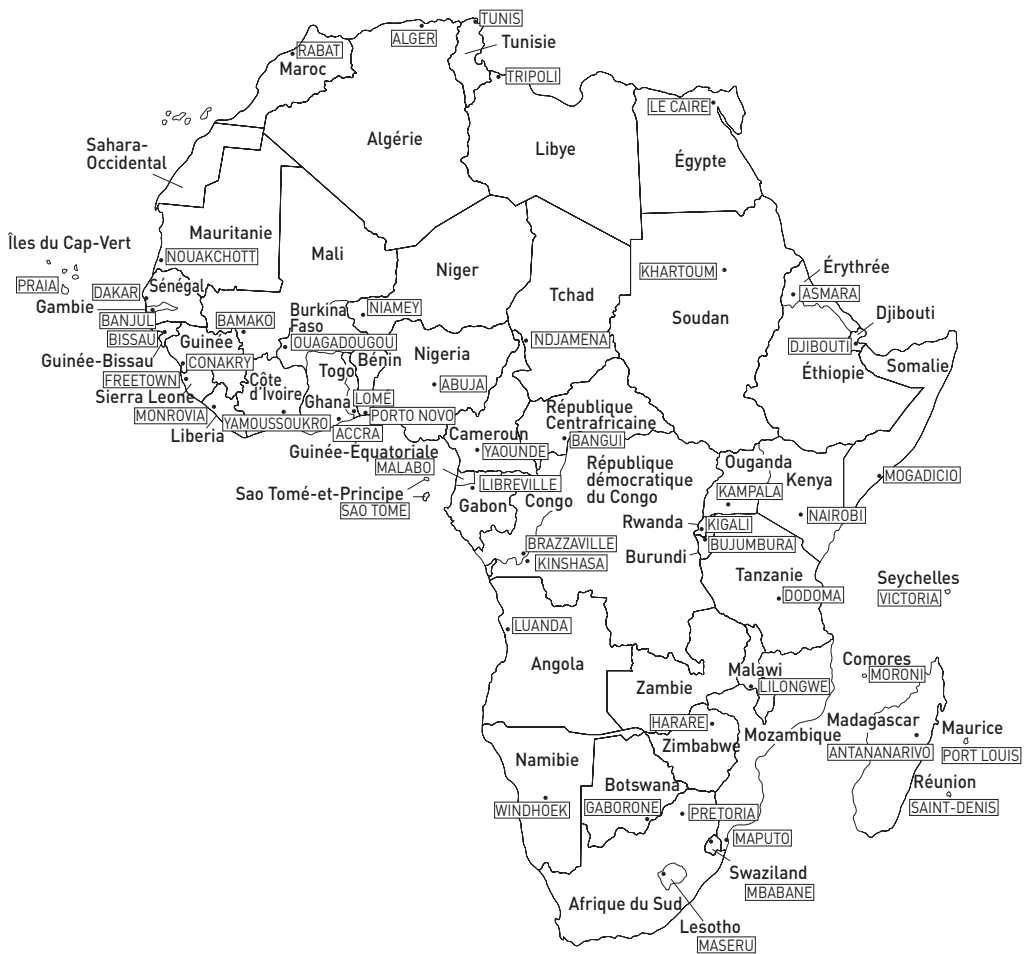 TUNIS
ALGER
Tunisie
RABAT
Maroc
TRIPOLI
LE CAIRE
Algérie
Libye
Égypte
Sahara-
Occidental
Mauritanie
Îles du Cap-Vert
Mali
NOUAKCHOTT
Niger
KHARTOUM
Érythrée
PRAIA
DAKAR
Sénégal
Tchad
ASMARA
Gambie
BANJUL
BAMAKO
Burkina
Faso
NIAMEY
Soudan
Djibouti
BISSAU
Guinée
OUAGADOUGOU
NDJAMENA
DJIBOUTI
Guinée-Bissau
CONAKRY
Bénin
Nigeria
Éthiopie
Somalie
FREETOWN
Togo
ABUJA
Sierra Leone
Côte
d'Ivoire
Ghana
LOMÉ
République
Centrafricaine
MONROVIA
YAMOUSSOUKRO
PORTO NOVO
Liberia
ACCRA
Cameroun
BANGUI
Guinée-Équatoriale
YAOUNDE
MALABO
République
démocratique
du Congo
Ouganda
Kenya
MOGADICIO
LIBREVILLE
Sao Tomé-et-Principe
Gabon
Congo
KAMPALA
SAO TOME
NAIROBI
Rwanda
KIGALI
BRAZZAVILLE
BUJUMBURA
Burundi
KINSHASA
Tanzanie
Seychelles
DODOMA
VICTORIA
LUANDA
Angola
Comores
Malawi
MORONI
Zambie
LILONGWE
HARARE
Mozambique
Madagascar
Maurice
Zimbabwe
ANTANANARIVO
PORT LOUIS
Namibie
Botswana
Réunion
WINDHOEK
GABORONE
PRETORIA
SAINT-DENIS
MAPUTO
Swaziland
MBABANE
Afrique du Sud
Lesotho
MASERU